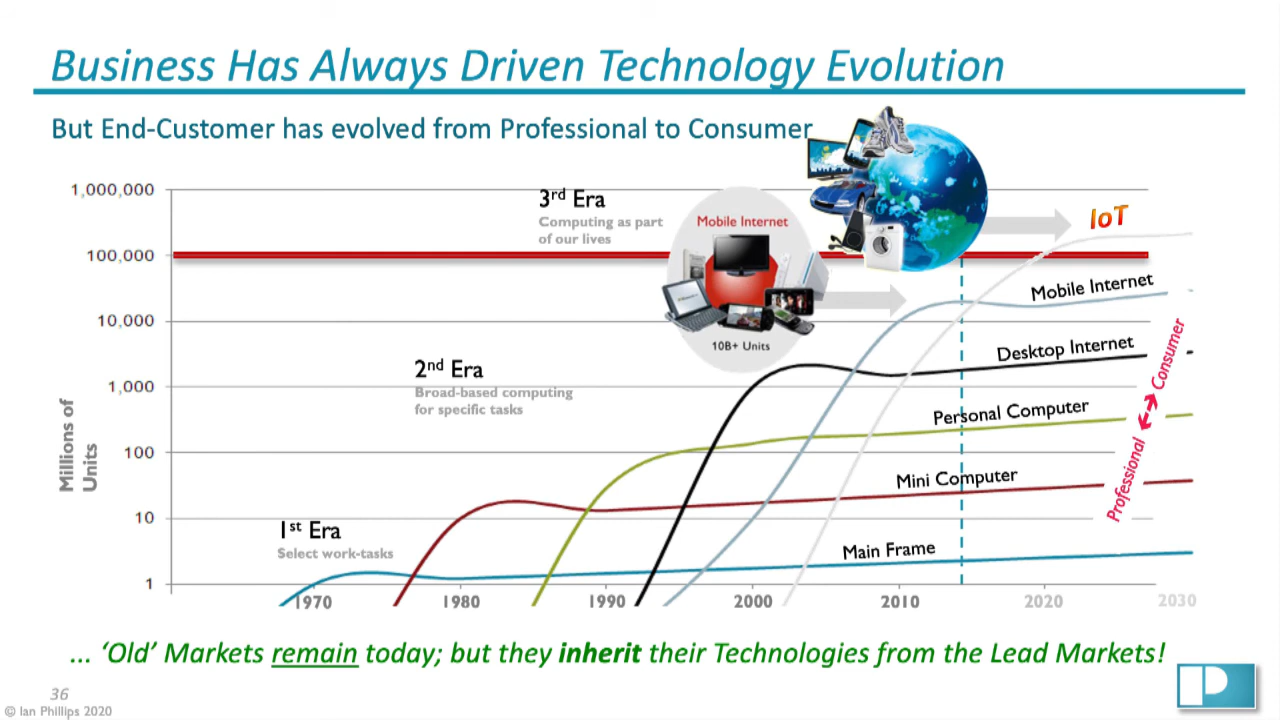 Business Has Always Driven Technology Evolution
But End-Customer has evolved from Professional to Consumer
1,000,000
100,000
10,000
1,000
100
10
1
Millions of
Units
3rd Era
Computing as part
of our lives
Mobile Internet
10B+ Units
IoT
2nd Era
Broad-based computing
for specific tasks
1st Era
Select work-tasks
Mobile Internet
Desktop Internet
Personal Computer
Mini Computer
Main Frame
Professional
Consumer
1970
1980
1990
2000
2010
2020
2030
... ‘Old’ Markets remain today; but they inherit their Technologies from the Lead Markets!
36
© Ian Phillips 2020
P